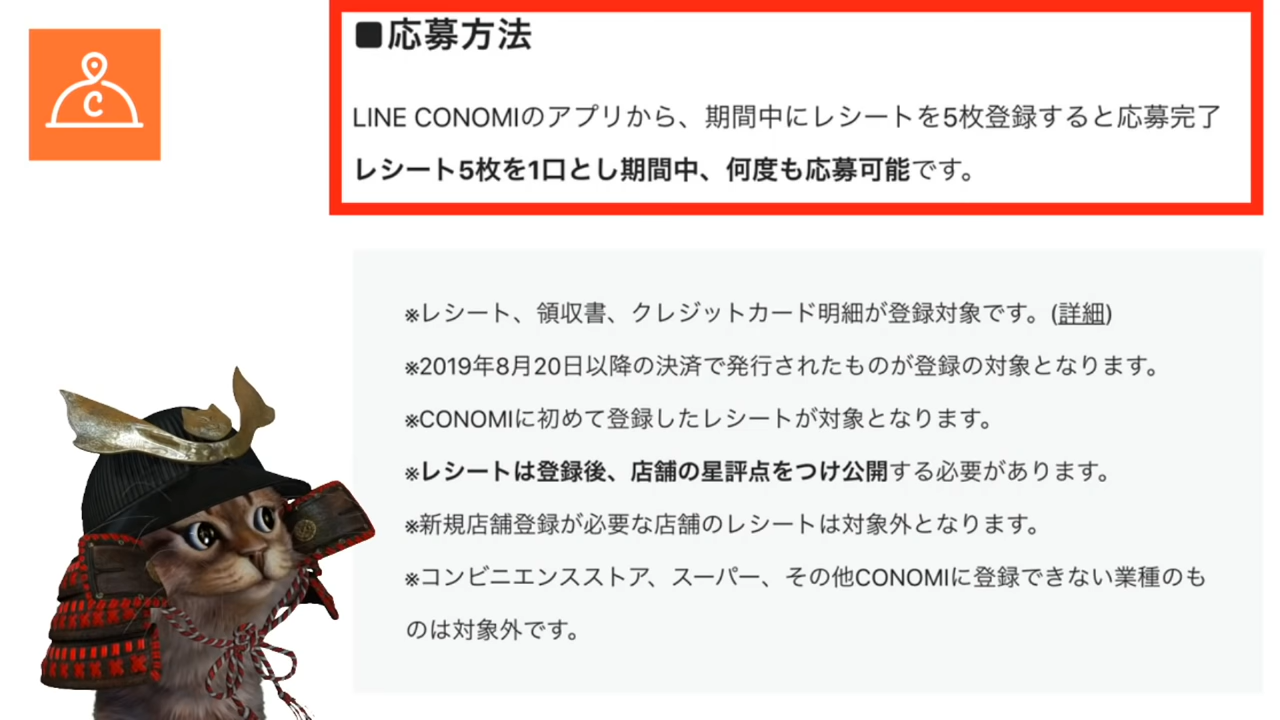 C
■応募方法
LINE CONOMIのアプリから、期間中にレシートを5枚登録すると応募完了
レシート5枚を1口とし期間中、何度も応募可能です。
※レシート、領収書、クレジットカード明細が登録対象です。(詳細)
※2019年8月20日以降の決済で発行されたものが登録の対象となります。
※CONOMIに初めて登録したレシートが対象となります。
※レシートは登録後、店舗の星評点をつけ公開する必要があります。
※新規店舗登録が必要な店舗のレシートは対象外となります。
※コンビニエンスストア、スーパー、その他CONOMIに登録できない業種のも
のは対象外です。